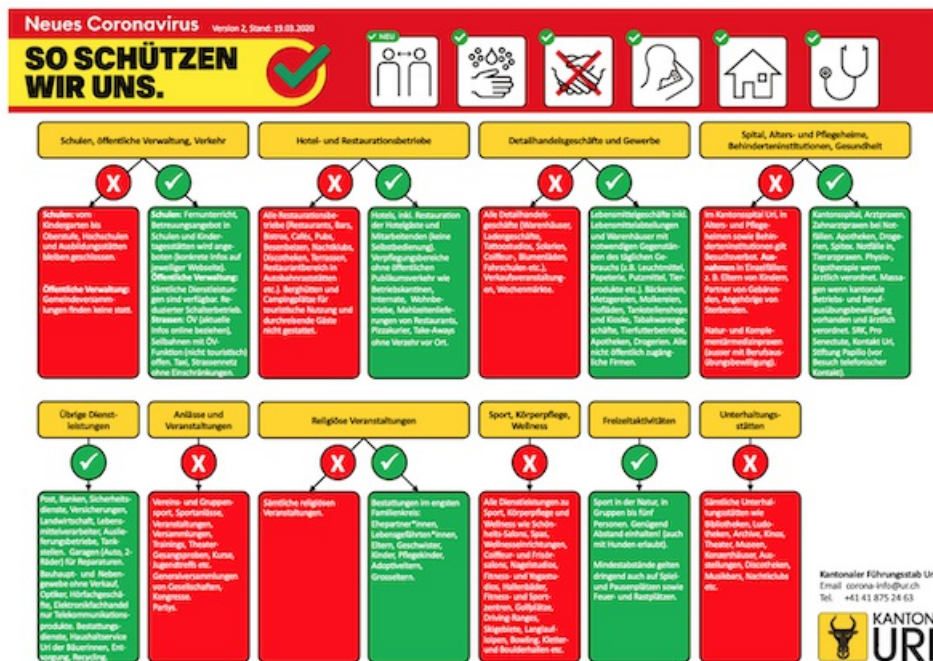 Neues Coronavirus Version 2, Stand: 19.03.2020
SO SCHÜTZEN
WIR UNS.
NEU
Schulen, öffentliche Verwaltung, Verkehr
X
Schulen: vom
Kindergarten bis
Oberstufe, Hochschulen
und Ausbildungsstätten
bleiben geschlossen.
Öffentliche Verwaltung:
Gemeindeversamm-
lungen finden keine statt.
Schulen: Fernunterricht,
Betreuungsangebot in
Schulen und Kinder-
tagesstätten wird ange-
boten (konkrete Infos auf
jeweiliger Webseite).
Öffentliche Verwaltung:
Sämtliche Dienstleistun-
gen sind verfügbar. Re-
duzierter Schalterbetrieb.
Strassen: ÖV (aktuelle
Infos online beziehen),
Seilbahnen mit ÖV-
Funktion (nicht touristisch)
offen. Taxi, Strassennetz
ohne Einschränkungen.
Hotel- und Restaurationsbetriebe
X
Alle Restaurationsbe-
triebe (Restaurants, Bars,
Bistros, Cafés, Pubs,
Besenbeizen, Nachtklubs,
Discotheken, Terrassen,
Restaurantbereich in
Autobahnraststätten
etc.). Berghütten und
Campingplätze für
touristische Nutzung und
durchreisende Gäste
nicht gestattet.
Hotels, inkl. Restauration
der Hotelgäste und
Mitarbeitenden (keine
Selbstbedienung).
Verpflegungsbereiche
ohne öffentlichen
Publikumsverkehr wie
Betriebskantinen,
Internate, Wohnbe-
triebe, Mahlzeitenliefe-
rungen von Restaurants,
Pizzakurier, Take-Aways
ohne Verzehr vor Ort.
Detailhandelsgeschäfte und Gewerbe
X
Alle Detailhandels-
geschäfte (Warenhäuser,
Ladengeschäfte,
Tattoostudios, Solarien,
Coiffeur-, Blumenläden,
Fahrschulen etc.).
Verkaufsveranstaltun-
gen, Wochenmärkte.
Lebensmittelgeschäfte inkl.
Lebensmittelabteilungen
und Warenhäuser mit
notwendigen Gegenstän-
den des täglichen Ge-
brauchs (z.B. Leuchtmittel,
Papeterie, Putzmittel, Tier-
produkte etc.). Bäckereien,
Metzgereien, Molkereien,
Hofläden, Tankstellenshops
und Kioske, Tabakwarenge-
schäfte, Tierfutterbetriebe,
Apotheken, Drogerien. Alle
nicht öffentlich zugäng-
liche Firmen.
Spital, Alters- und Pflegeheime,
Behinderteninstitutionen, Gesundheit
X
Im Kantonsspital Uri, in
Alters- und Pflege-
heimen sowie Behin-
derteninstitutionen gilt
Besuchsverbot. Aus-
nahmen in Einzelfällen:
z. B. Eltern von Kindern,
Partner von Gebären-
den, Angehörige von
Sterbenden.
Natur- und Komple-
mentärmedizinpraxen
(ausser mit Berufsaus-
übungsbewilligung).
Kantonsspital, Arztpraxen,
Zahnarztpraxen bei Not-
fällen. Apotheken, Droge-
rien, Spitex. Notfälle in
Tierarztpraxen. Physio-,
Ergotherapie wenn
ärztlich verordnet. Massa-
gen wenn kantonale
Betriebs- und Beruf-
ausübungsbewilligung
vorhanden und ärztlich
verordnet. SRK, Pro
Senectute, Kontakt Uri,
Stiftung Papilio (vor
Besuch telefonischer
Kontakt).
Übrige Dienst-
leistungen
Post, Banken, Sicherheits-
dienste, Versicherungen,
Landwirtschaft, Lebens-
mittelverarbeiter, Auslie-
ferungsbetriebe, Tank-
stellen. Garagen (Auto, 2-
Räder) für Reparaturen.
Bauhaupt- und Neben-
gewebe ohne Verkauf,
Optiker, Hörfachgeschäf-
te, Elektronikfachhandel
nur Telekommunikations-
produkte. Bestattungs-
dienste, Haushaltservice
Uri der Bäuerinnen, Ent-
sorgung, Recycling.
Anlässe und
Veranstaltungen
X
Vereins- und Gruppen-
sport, Sportanlässe,
Veranstaltungen,
Versammlungen,
Trainings, Theater-
Gesangsproben, Kurse,
Jugendtreffs etc.
Generalversammlungen
von Gesellschaften,
Kongresse.
Partys.
Religiöse Veranstaltungen
X
Sämtliche religiösen
Veranstaltungen.
Bestattungen im engsten
Familienkreis:
Ehepartner*innen,
Lebensgefährten*innen,
Eltern, Geschwister,
Kinder, Pflegekinder,
Adoptiveltern,
Grosseltern.
Sport, Körperpflege,
Wellness
X
Alle Dienstleistungen zu
Sport, Körperpflege und
Wellness wie Schön-
heits-Salons, Spas,
Wellnesseinrichtungen,
Coiffeur- und Frisör-
salons, Nagelstudios,
Fitness- und Yogastu-
dios, Hallenbäder,
Fitness- und Sport-
zentren. Golfplätze,
Driving-Ranges,
Skigebiete, Langlauf-
loipen, Bowling, Kletter-
und Boulderhallen etc.
Freizeitaktivitäten
Sport in der Natur, in
Gruppen bis fünf
Personen. Genügend
Abstand einhalten! (auch
mit Hunden erlaubt).
Mindestabstände gelten
dringend auch auf Spiel-
und Pausenplätzen sowie
Feuer- und Rastplätzen.
Unterhaltungs-
stätten
X
Sämtliche Unterhal-
tungsstätten wie
Bibliotheken, Ludo-
theken, Archive, Kinos,
Theater, Museen,
Konzerthäuser, Aus-
stellungen, Discotheken,
Musikbars, Nachtclubs
etc.
Kantonaler Führungsstab Uri
Email corona-info@ur.ch
Tel. +41 41 875 24 63
KANTON
URI